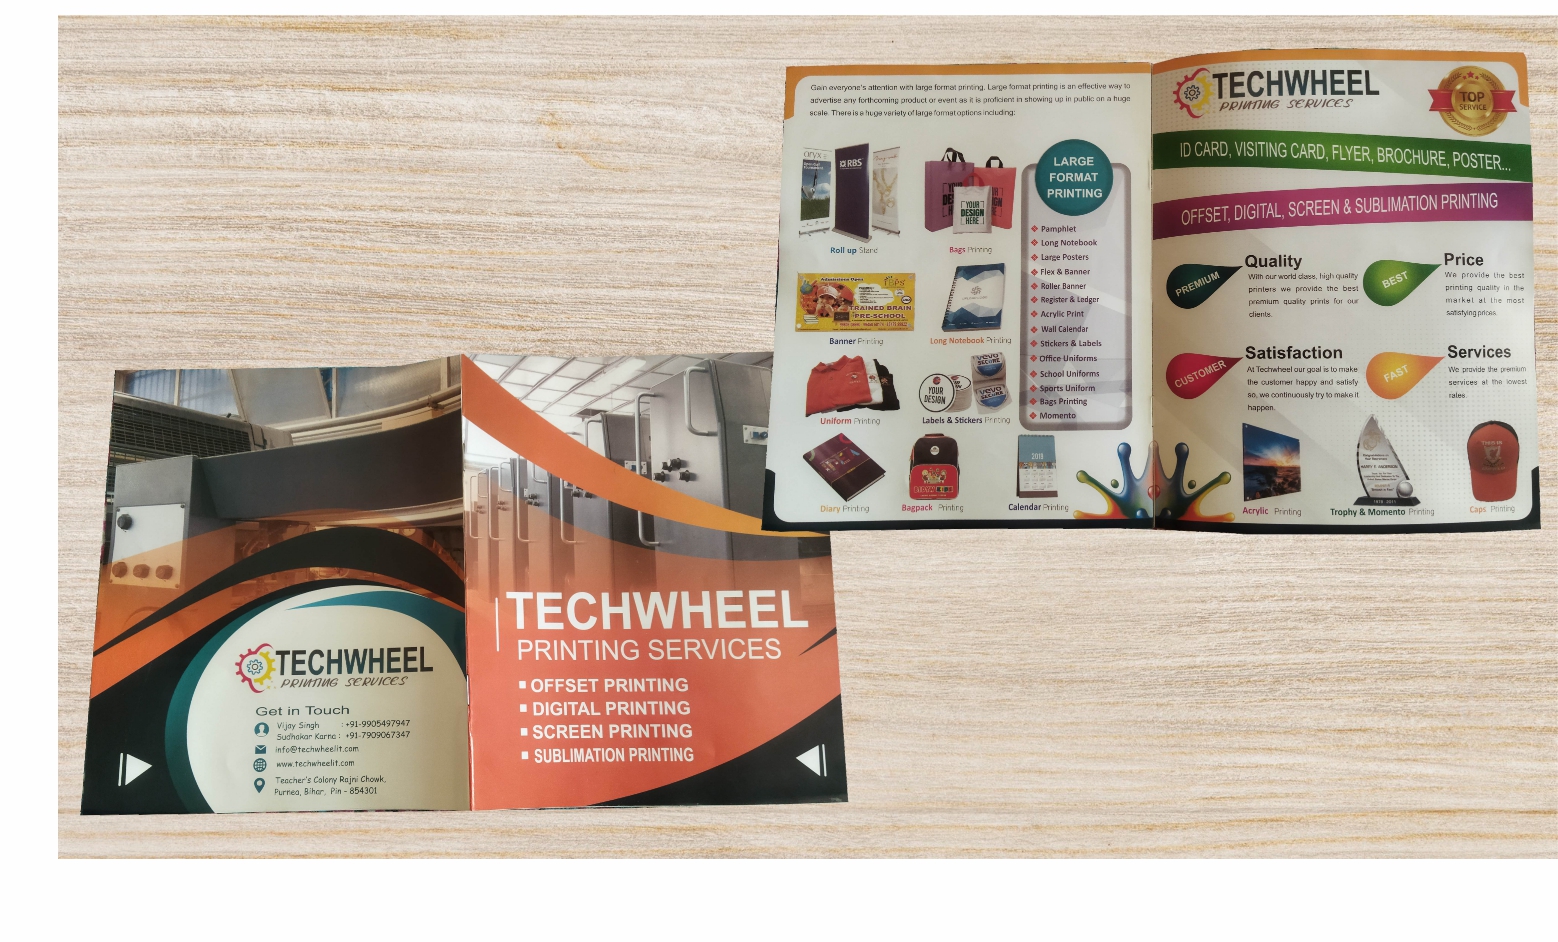 TECHWHEEL
PRINTING SERVICES
Get in Touch
Vijay Singh : +91-9905497947
Sudhakar Karna : +91-7909067347
info@techwheelit.com
www.techwheelit.com
Teacher's Colony Rajni Chowk,
Purnea, Bihar, Pin - 854301
TECHWHEEL
PRINTING SERVICES
OFFSET PRINTING
DIGITAL PRINTING
SCREEN PRINTING
SUBLIMATION PRINTING
Gain everyone's attention with large format printing. Large format printing is an effective way to
advertise any forthcoming product or event as it is proficient in showing up in public on a huge
scale. There is a huge variety of large format options including:
oryx
RBS
Roll up Stand
YOUR
DESIGN
HERE
Bags Printing
TRAINED BRAIN
PRE-SCHOOL
Banner Printing
Long Notebook Printing
Uniform Printing
YOUR
DESIGN
VEVO
SECURE
Labels & Stickers Printing
Diary Printing
Bagpack Printing
2018
Calendar Printing
LARGE
FORMAT
PRINTING
Pamphlet
Long Notebook
Large Posters
Flex & Banner
Roller Banner
Register & Ledger
Acrylic Print
Wall Calendar
Stickers & Labels
Office Uniforms
School Uniforms
Sports Uniform
Bags Printing
Momento
TECHWHEEL
PRINTING SERVICES
TOP
SERVICE
ID CARD, VISITING CARD, FLYER, BROCHURE, POSTER...
OFFSET, DIGITAL, SCREEN & SUBLIMATION PRINTING
PREMIUM
Quality
With our world class, high quality
printers we provide the best
premium quality prints for our
clients.
BEST
Price
We provide the best
printing quality in the
market at the most
satisfying prices.
CUSTOMER
Satisfaction
At Techwheel our goal is to make
the customer happy and satisfy
so, we continuously try to make it
happen.
FAST
Services
We provide the premium
services at the lowest
rates.
Acrylic Printing
Trophy & Momento Printing
Caps Printing